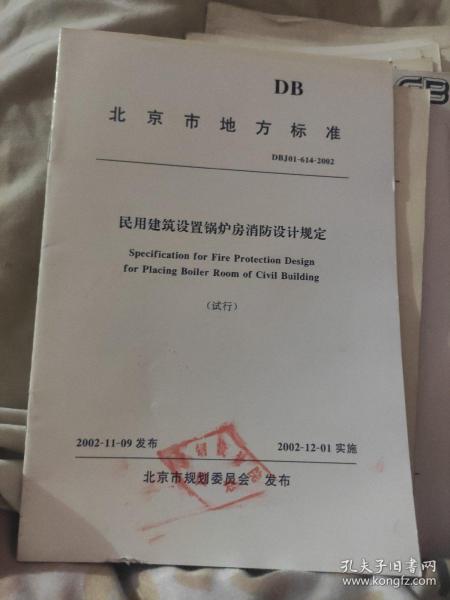 DB
北京市地方标准
DBJ01-614-2002
民用建筑设置锅炉房消防设计规定
Specification for Fire Protection Design
for Placing Boiler Room of Civil Building
(试行)
2002-11-09 发布
2002-12-01 实施
北京市规划委员会 发布
GB
孔夫子旧书网
www.kongfz.com